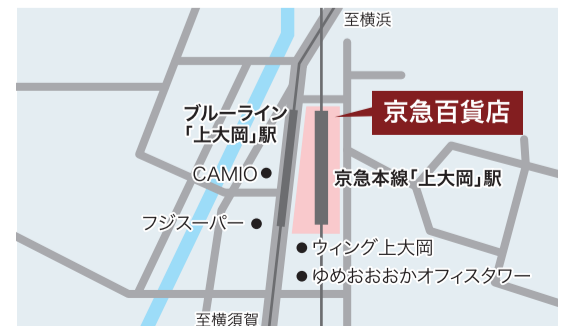 至横浜
京急百貨店
ブルーライン
「上大岡」駅
CAMIO
京急本線「上大岡」駅
フジスーパー
ウィング上大岡
ゆめおおおかオフィスタワー
至横須賀